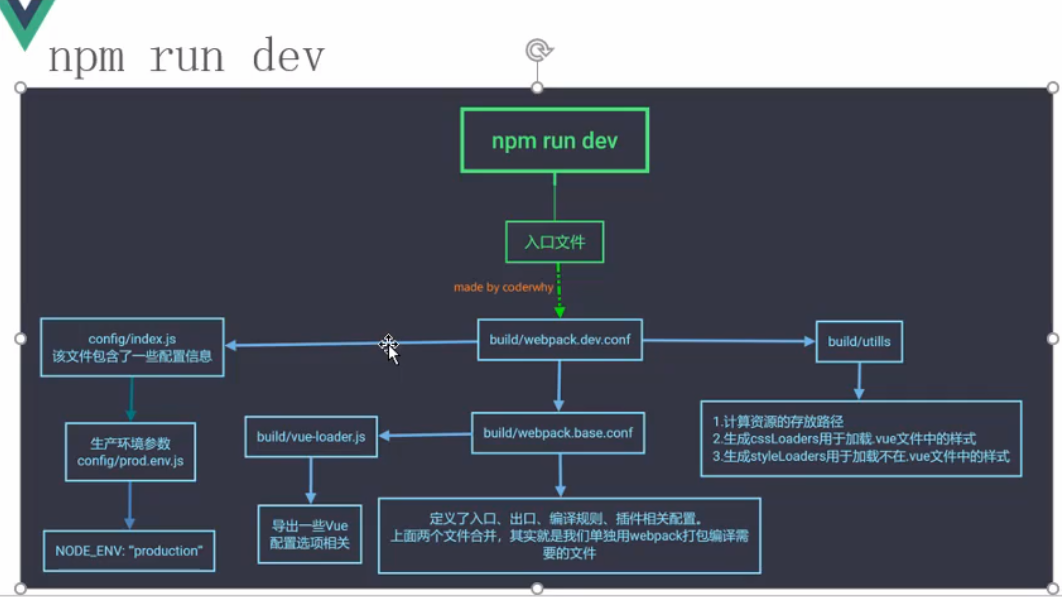 npm run dev
npm run dev
入口文件
made by coderwhy
config/index.js
该文件包含了一些配置信息
build/webpack.dev.conf
build/utills
生产环境参数
config/prod.env.js
build/vue-loader.js
build/webpack.base.conf
1.计算资源的存放路径
2.生成cssLoaders用于加载.vue文件中的样式
3.生成styleLoaders用于加载不在.vue文件中的样式
NODE_ENV: "production"
导出一些Vue
配置选项相关
定义了入口、出口、编译规则、插件相关配置。
上面两个文件合并，其实就是我们单独用webpack打包编译需
要的文件